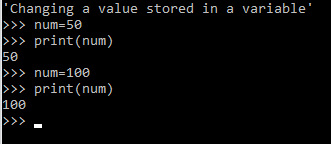 'Changing a value stored in a variable'
>>> num=50
>>> print(num)
50
>>> num=100
>>> print(num)
100
>>>